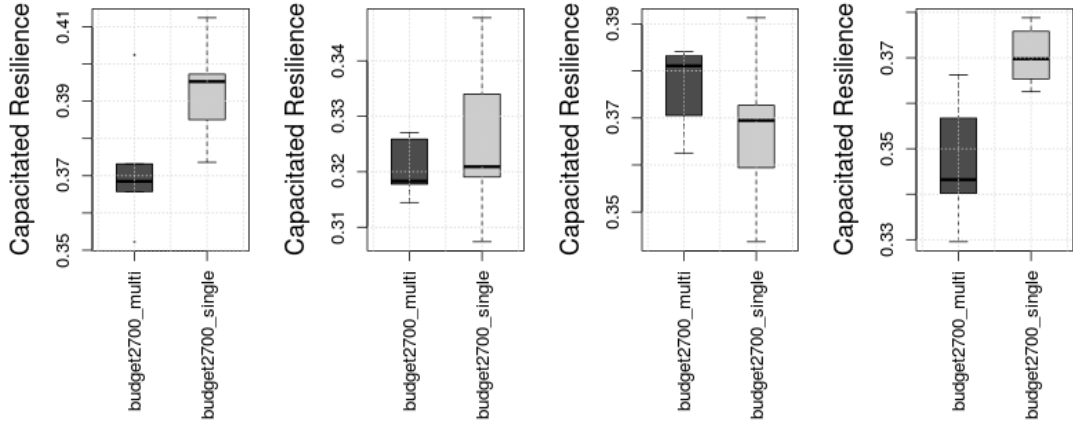 Capacitated Resilience
0.41
0.39
0.37
0.35
budget2700_multi
budget2700_single
Capacitated Resilience
0.34
0.33
0.32
0.31
budget2700_multi
budget2700_single
Capacitated Resilience
0.39
0.37
0.35
budget2700_multi
budget2700_single
Capacitated Resilience
0.37
0.35
0.33
budget2700_multi
budget2700_single